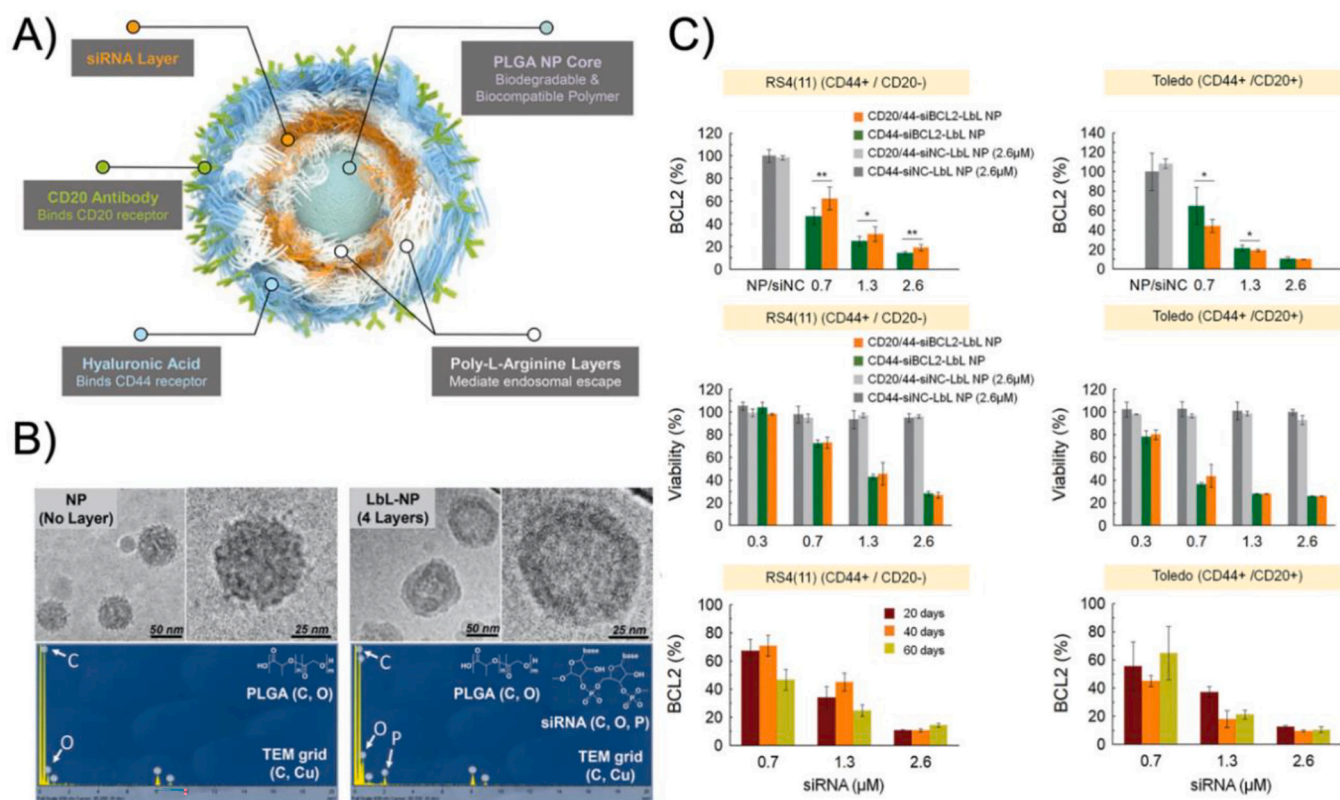 A)
siRNA Layer
PLGA NP Core
Biodegradable &
Biocompatible Polymer
CD20 Antibody
Binds CD20 receptor
Hyaluronic Acid
Binds CD44 receptor
Poly-L-Arginine Layers
Mediate endosomal escape
B)
NP
(No Layer)
50 nm
25 nm
LbL-NP
(4 Layers)
50 nm
25 nm
C
O
PLGA (C, O)
TEM grid
(C, Cu)
C
O
P
PLGA (C, O)
base
base
siRNA (C, O, P)
TEM grid
(C, Cu)
C)
RS4(11) (CD44+ / CD20-)
CD20/44-siBCL2-LbL NP
CD44-siBCL2-LbL NP
CD20/44-siNC-LbL NP (2.6µM)
CD44-siNC-LbL NP (2.6µM)
BCL2 (%)
120
100
80
60
40
20
0
** * **
NP/siNC 0.7 1.3 2.6
Toledo (CD44+ /CD20+)
BCL2 (%)
140
120
100
80
60
40
20
0
* *
NP/siNC 0.7 1.3 2.6
RS4(11) (CD44+ / CD20-)
CD20/44-siBCL2-LbL NP
CD44-siBCL2-LbL NP
CD20/44-siNC-LbL NP (2.6µM)
CD44-siNC-LbL NP (2.6µM)
Viability (%)
120
100
80
60
40
20
0
0.3 0.7 1.3 2.6
Toledo (CD44+ /CD20+)
Viability (%)
120
100
80
60
40
20
0
0.3 0.7 1.3 2.6
RS4(11) (CD44+ / CD20-)
20 days
40 days
60 days
BCL2 (%)
100
80
60
40
20
0
0.7 1.3 2.6
siRNA (µM)
Toledo (CD44+ /CD20+)
BCL2 (%)
100
80
60
40
20
0
0.7 1.3 2.6
siRNA (µM)